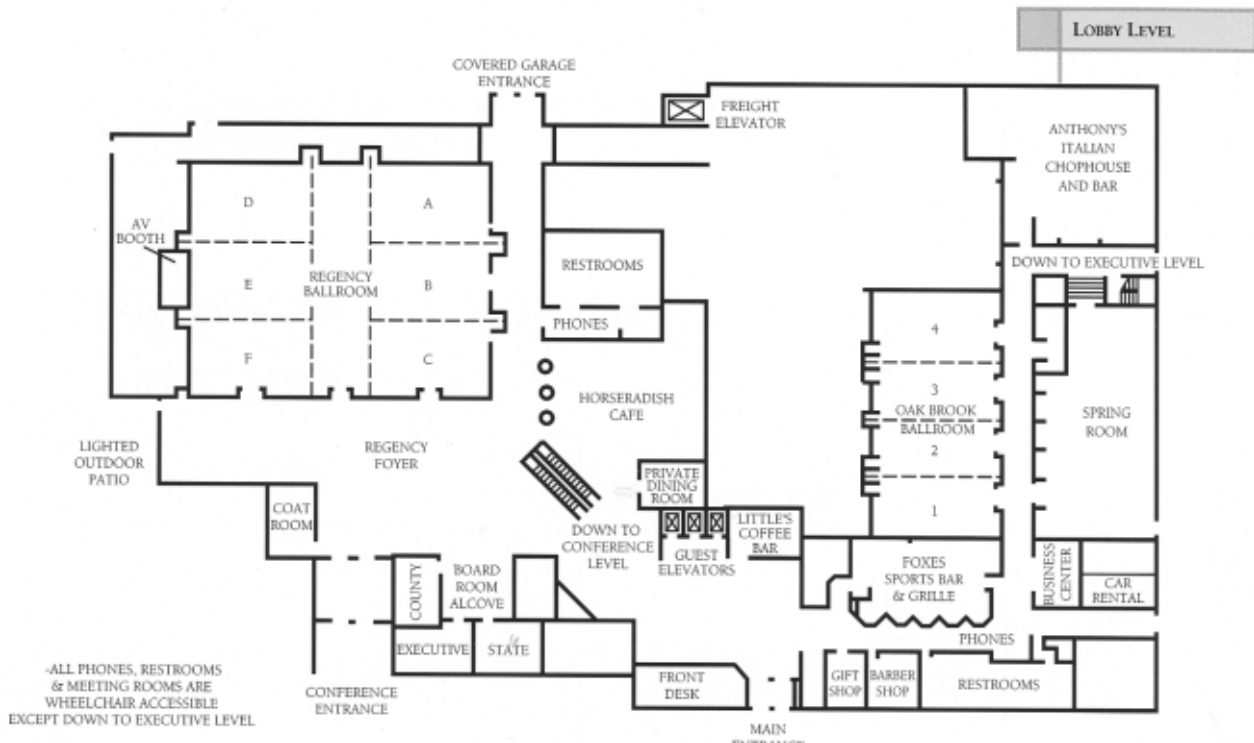 LOBBY LEVEL
COVERED GARAGE
ENTRANCE
FREIGHT
ELEVATOR
ANTHONY'S
ITALIAN
CHOPHOUSE
AND BAR
D
A
AV
BOOTH
RESTROOMS
DOWN TO EXECUTIVE LEVEL
REGENCY
BALLROOM
E
B
PHONES
4
F
C
HORSERADISH
CAFE
3
OAK BROOK
BALLROOM
SPRING
ROOM
LIGHTED
OUTDOOR
PATIO
REGENCY
FOYER
2
PRIVATE
DINING
ROOM
COAT
ROOM
1
DOWN TO
CONFERENCE
LEVEL
LITTLE'S
COFFEE
BAR
GUEST
ELEVATORS
COUNTY
BOARD
ROOM
ALCOVE
FOXES
SPORTS BAR
& GRILLE
BUSINESS
CENTER
CAR
RENTAL
EXECUTIVE
STATE
PHONES
-ALL PHONES, RESTROOMS
& MEETING ROOMS ARE
WHEELCHAIR ACCESSIBLE
EXCEPT DOWN TO EXECUTIVE LEVEL
CONFERENCE
ENTRANCE
FRONT
DESK
GIFT
SHOP
BARBER
SHOP
RESTROOMS
MAIN